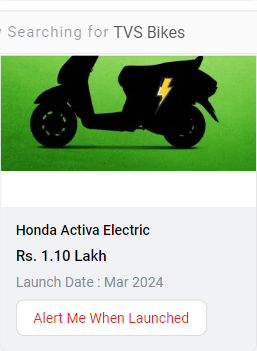 Searching for TVS Bikes
Honda Activa Electric
Rs. 1.10 Lakh
Launch Date : Mar 2024
Alert Me When Launched